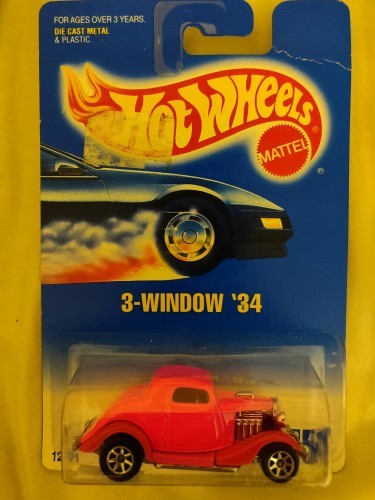 FOR AGES OVER 3 YEARS.
DIE CAST METAL
& PLASTIC.
HOT WHEELS
®
MATTEL
®
3-WINDOW '34